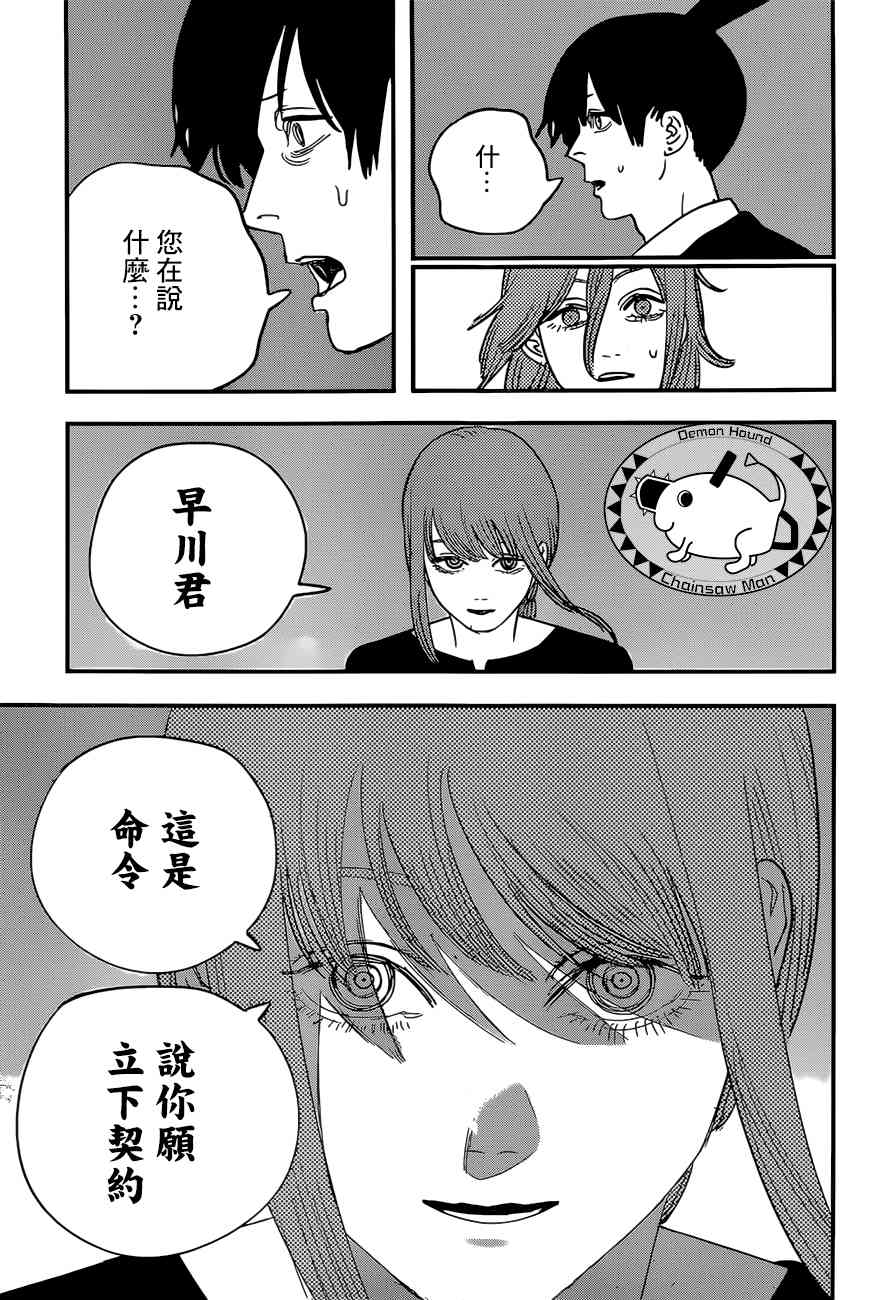 什…
您在說
什麼…?
早川君
Demon Hound
Chainsaw Man
這是
命令
說你願
立下契約